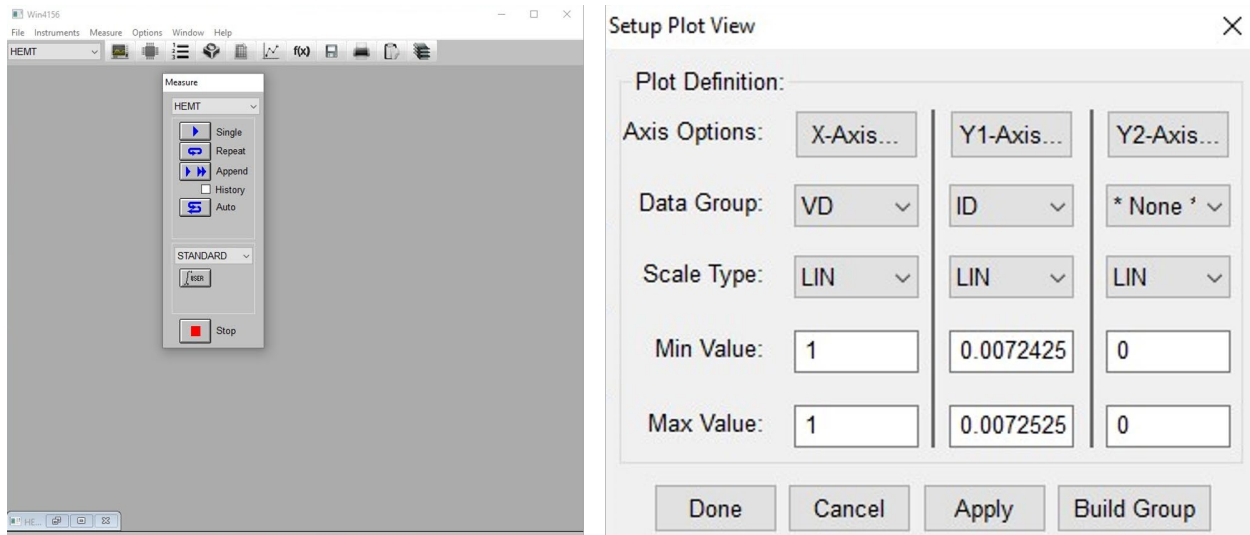 Win4156
File Instruments Measure Options Window Help
HEMT f(x)
Measure
HEMT
Single
Repeat
Append
History
Auto
STANDARD
USER
Stop
HE...
Setup Plot View
Plot Definition:
Axis Options: X-Axis... Y1-Axis... Y2-Axis...
Data Group: VD ID * None *
Scale Type: LIN LIN LIN
Min Value: 1 0.0072425 0
Max Value: 1 0.0072525 0
Done Cancel Apply Build Group